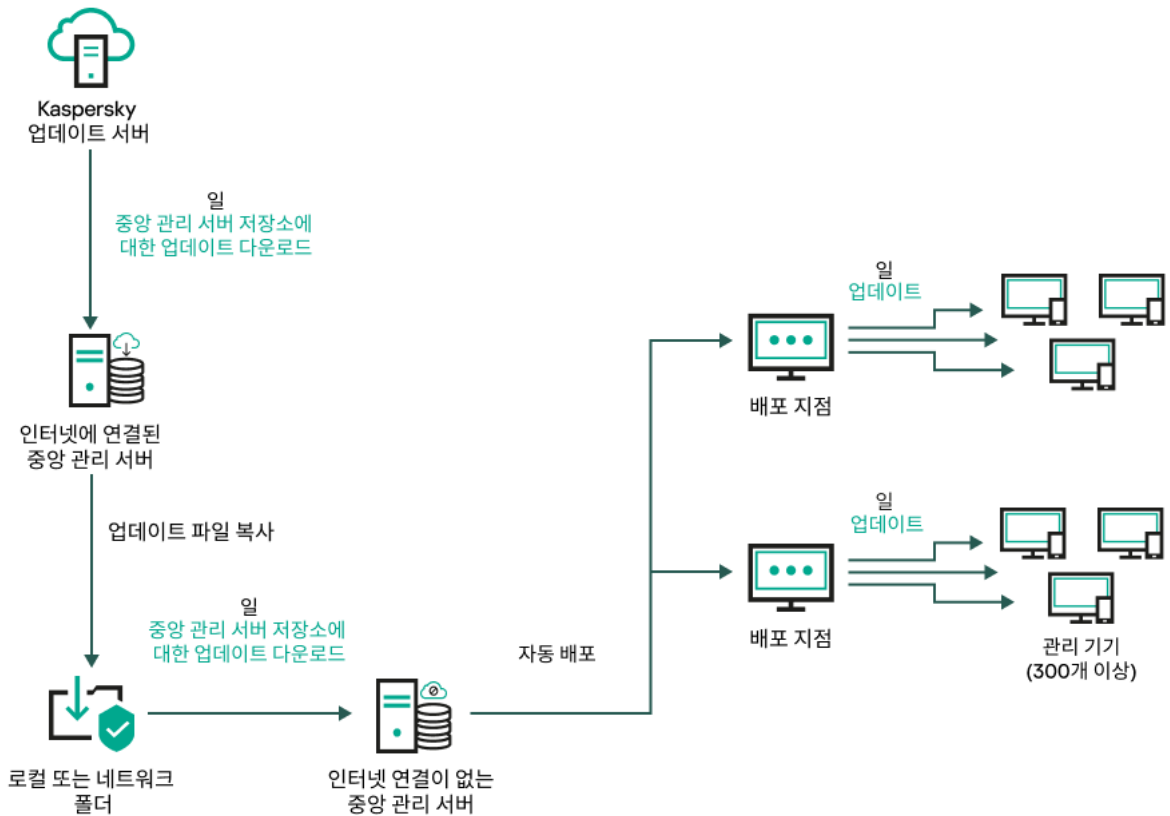 Kaspersky
업데이트 서버
일
중앙 관리 서버 저장소에
대한 업데이트 다운로드
인터넷에 연결된
중앙 관리 서버
업데이트 파일 복사
로컬 또는 네트워크
폴더
일
중앙 관리 서버 저장소에
대한 업데이트 다운로드
인터넷 연결이 없는
중앙 관리 서버
자동 배포
배포 지점
일
업데이트
배포 지점
일
업데이트
관리 기기
(300개 이상)